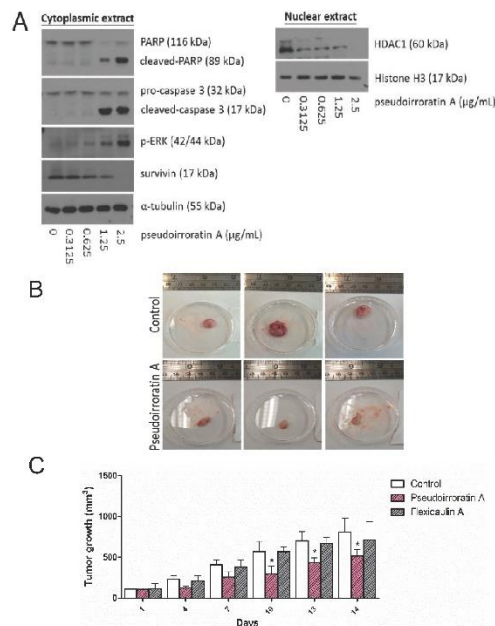 A
Cytoplasmic extract
PARP (116 kDa)
cleaved-PARP (89 kDa)
pro-caspase 3 (32 kDa)
cleaved-caspase 3 (17 kDa)
p-ERK (42/44 kDa)
survivin (17 kDa)
α-tubulin (55 kDa)
0
0.3125
0.625
1.25
2.5
pseudoirroratin A (µg/mL)
Nuclear extract
HDAC1 (60 kDa)
Histone H3 (17 kDa)
0
0.3125
0.625
1.25
2.5
pseudoirroratin A (µg/mL)
B
Control
Pseudoirroratin A
C
Tumor growth (mm³)
1500
1000
500
0
Control
Pseudoirroratin A
Flexicaulin A
*
*
*
1
4
7
10
13
14
Days